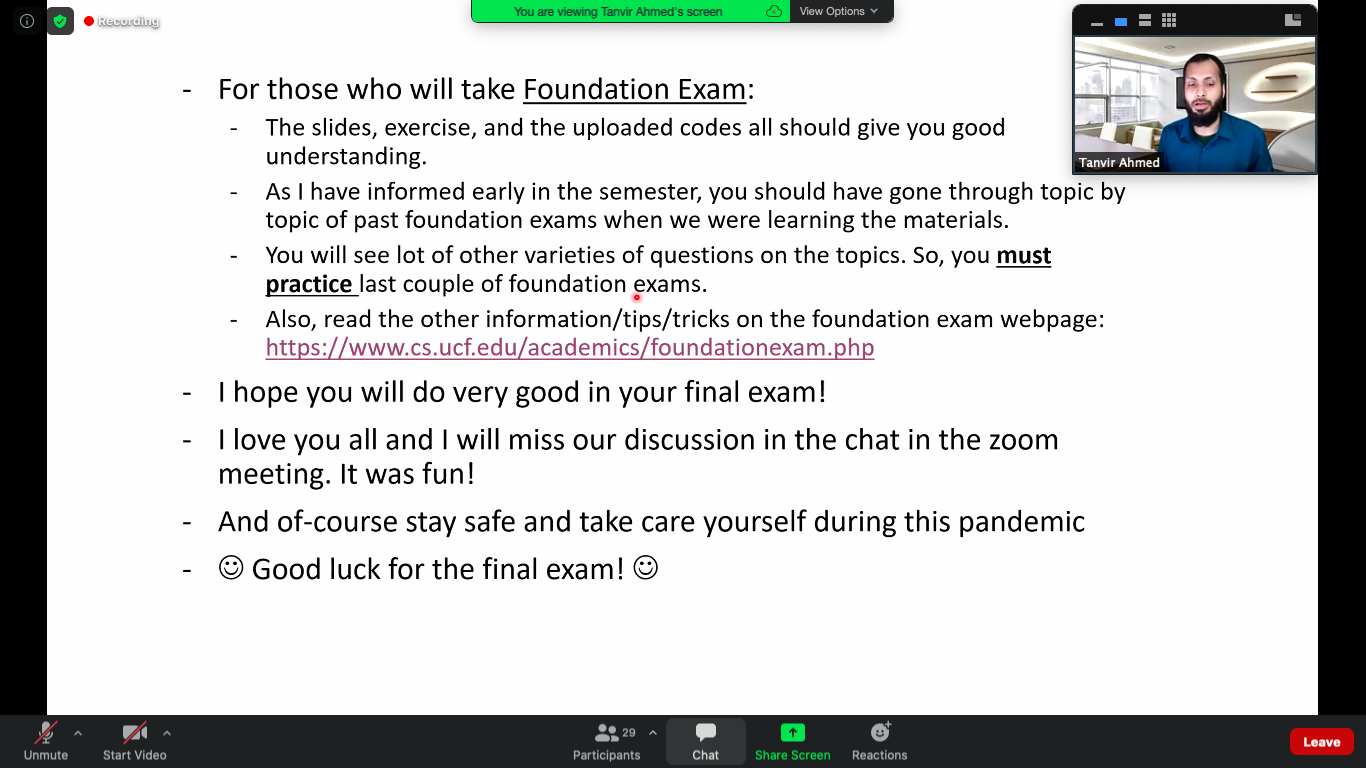 Recording
You are viewing Tanvir Ahmed's screen
View Options
- For those who will take Foundation Exam:
- The slides, exercise, and the uploaded codes all should give you good
understanding.
- As I have informed early in the semester, you should have gone through topic by
topic of past foundation exams when we were learning the materials.
- You will see lot of other varieties of questions on the topics. So, you must
practice last couple of foundation exams.
- Also, read the other information/tips/tricks on the foundation exam webpage:
https://www.cs.ucf.edu/academics/foundationexam.php
- I hope you will do very good in your final exam!
- I love you all and I will miss our discussion in the chat in the zoom
meeting. It was fun!
- And of-course stay safe and take care yourself during this pandemic
- ☺ Good luck for the final exam! ☺
Tanvir Ahmed
Unmute
Start Video
29
Participants
Chat
Share Screen
Reactions
Leave